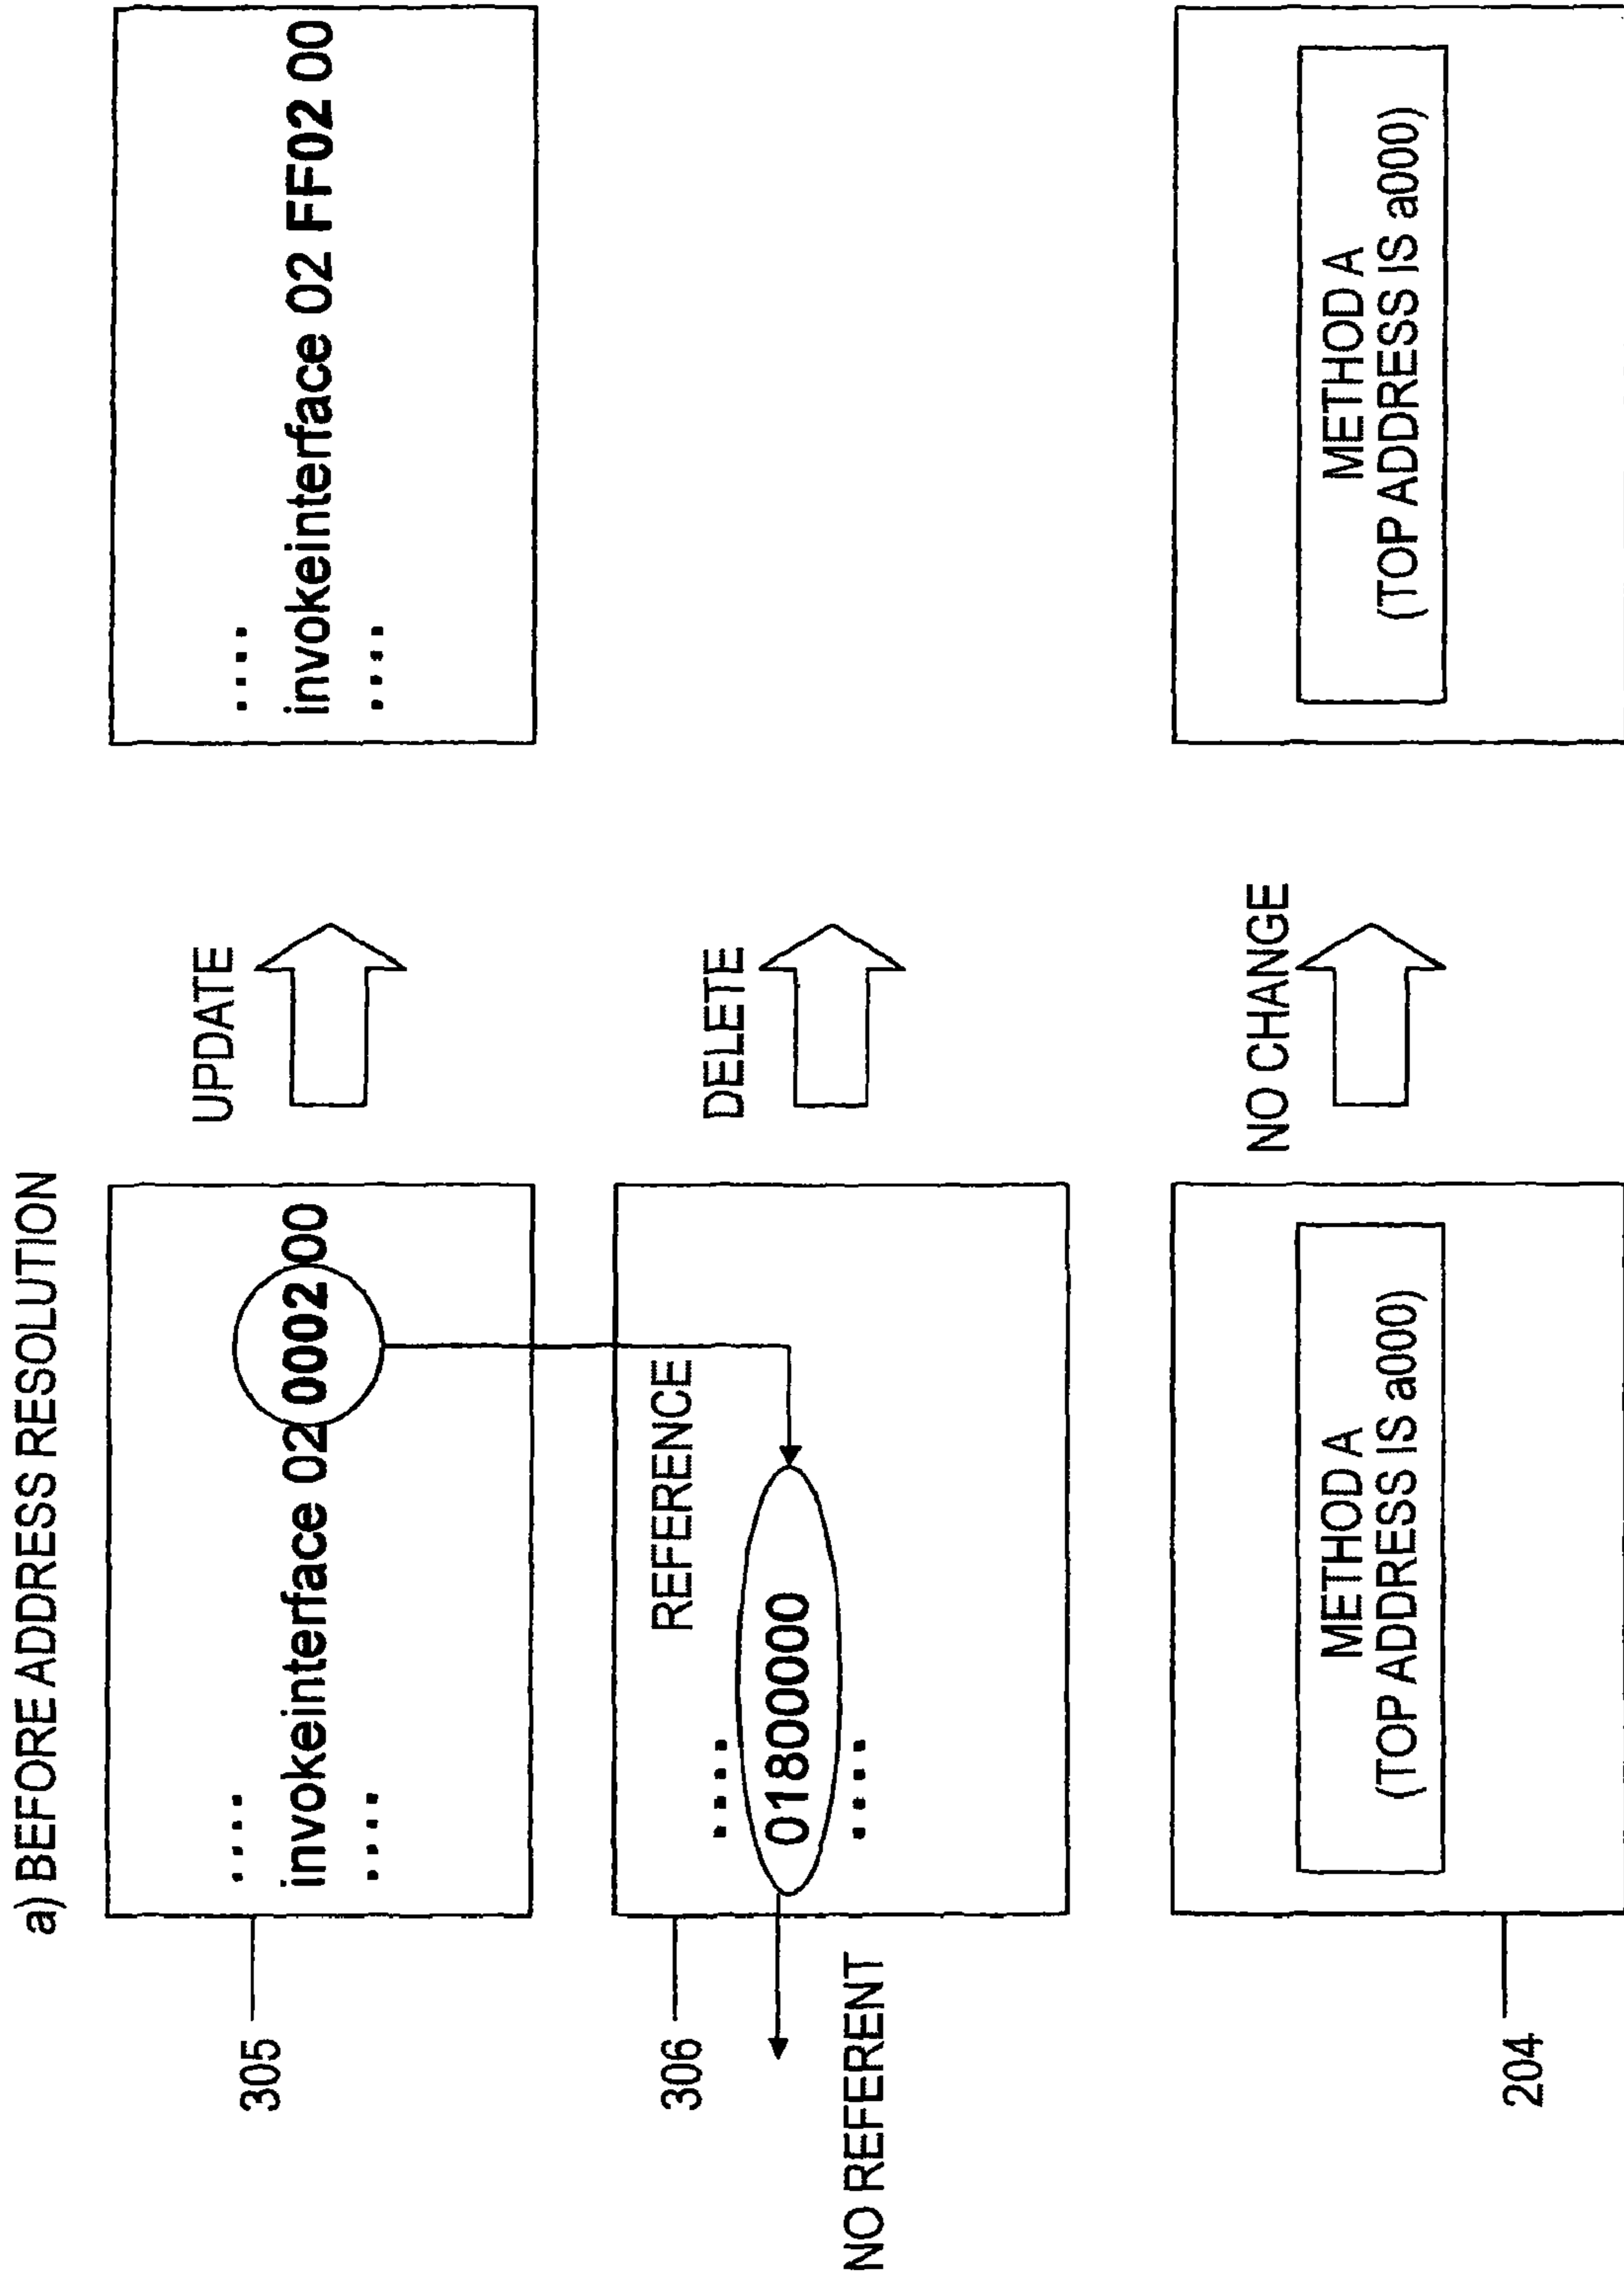 a) BEFORE ADDRESS RESOLUTION
305
....
invokeinterface 02 0002 00
....
UPDATE
....
invokeinterface 02 FF02 00
....
306
REFERENCE
....
01800000
....
NO REFERENT
DELETE
204
METHOD A
(TOP ADDRESS IS a000)
NO CHANGE
METHOD A
(TOP ADDRESS IS a000)